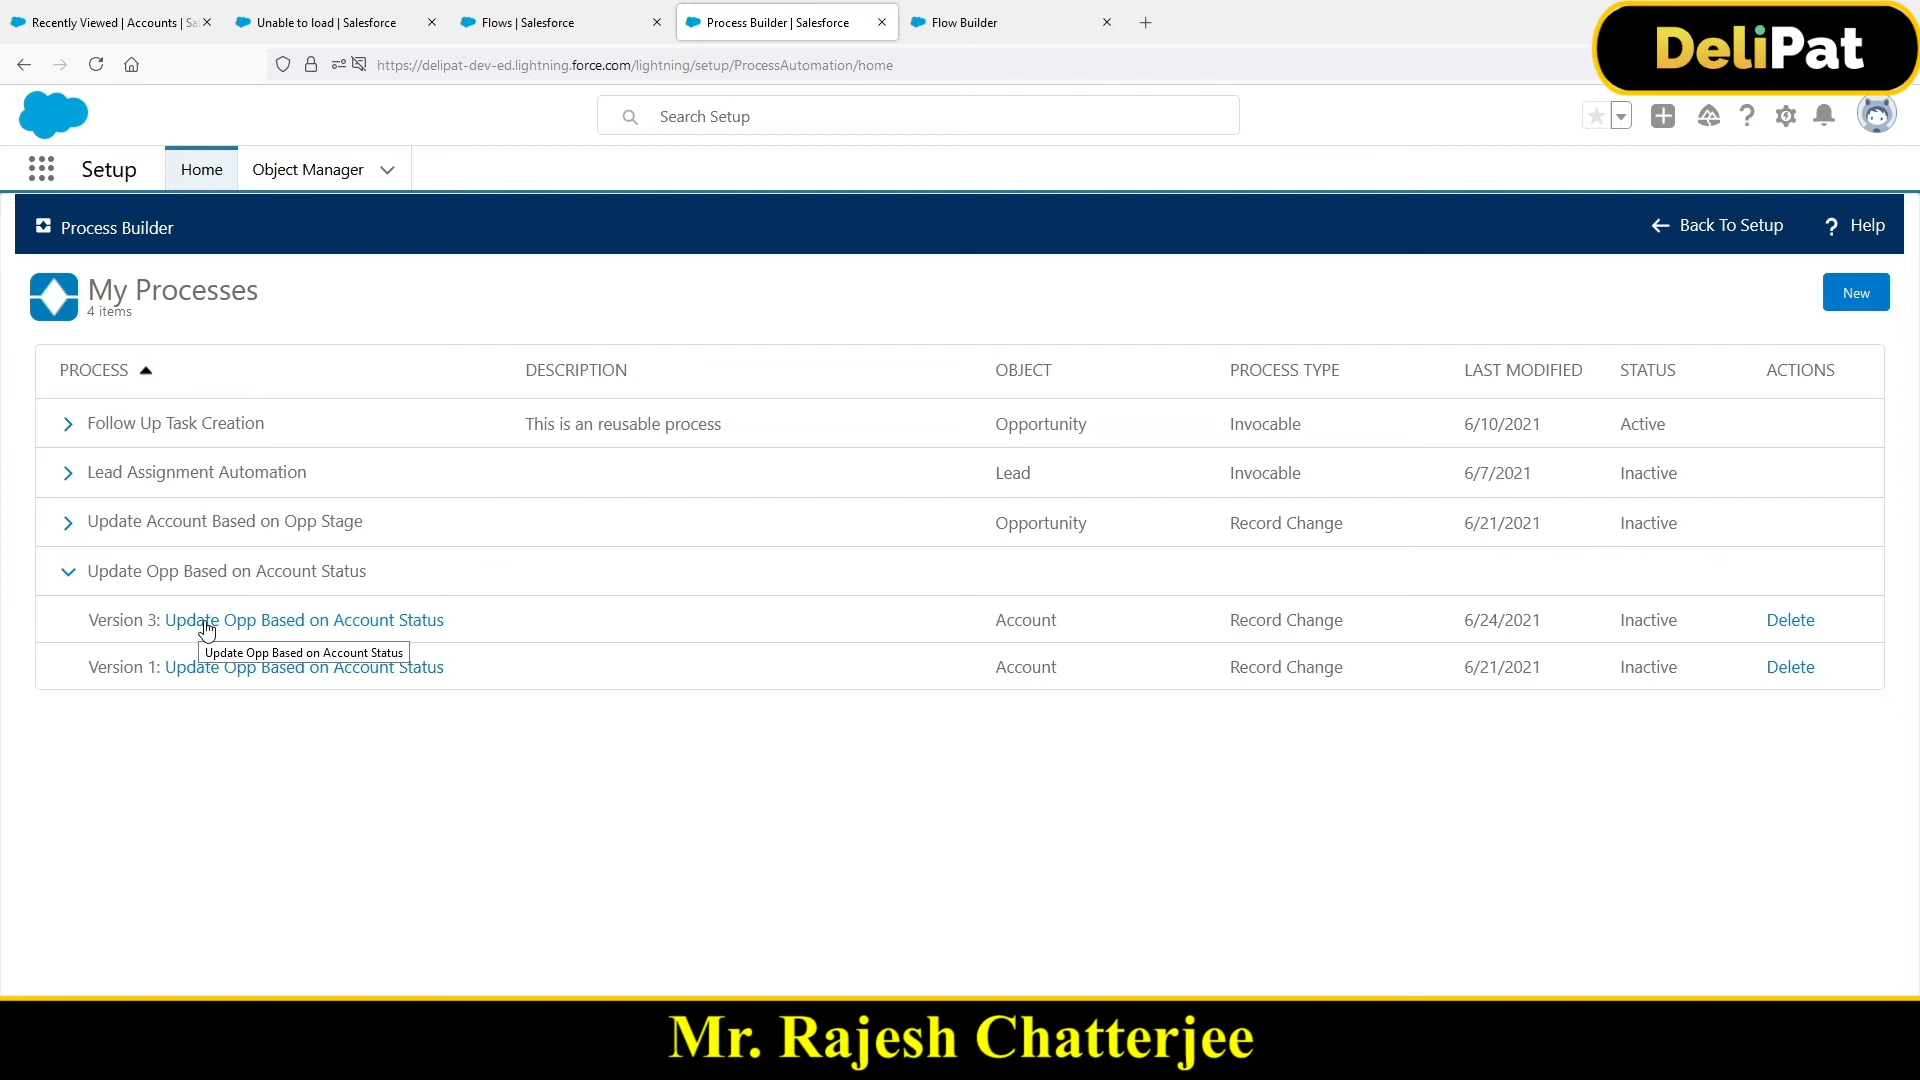 Recently Viewed | Accounts | Sa
Unable to load | Salesforce
Flows | Salesforce
Process Builder | Salesforce
Flow Builder
DeliPat
https://delipat-dev-ed.lightning.force.com/lightning/setup/ProcessAutomation/home
Search Setup
Setup
Home
Object Manager
Process Builder
Back To Setup
? Help
My Processes
4 items
New
PROCESS DESCRIPTION OBJECT PROCESS TYPE LAST MODIFIED STATUS ACTIONS
Follow Up Task Creation This is an reusable process Opportunity Invocable 6/10/2021 Active
Lead Assignment Automation Lead Invocable 6/7/2021 Inactive
Update Account Based on Opp Stage Opportunity Record Change 6/21/2021 Inactive
Update Opp Based on Account Status
Version 3: Update Opp Based on Account Status Account Record Change 6/24/2021 Inactive Delete
Update Opp Based on Account Status
Version 1: Update Opp Based on Account Status Account Record Change 6/21/2021 Inactive Delete
Mr. Rajesh Chatterjee